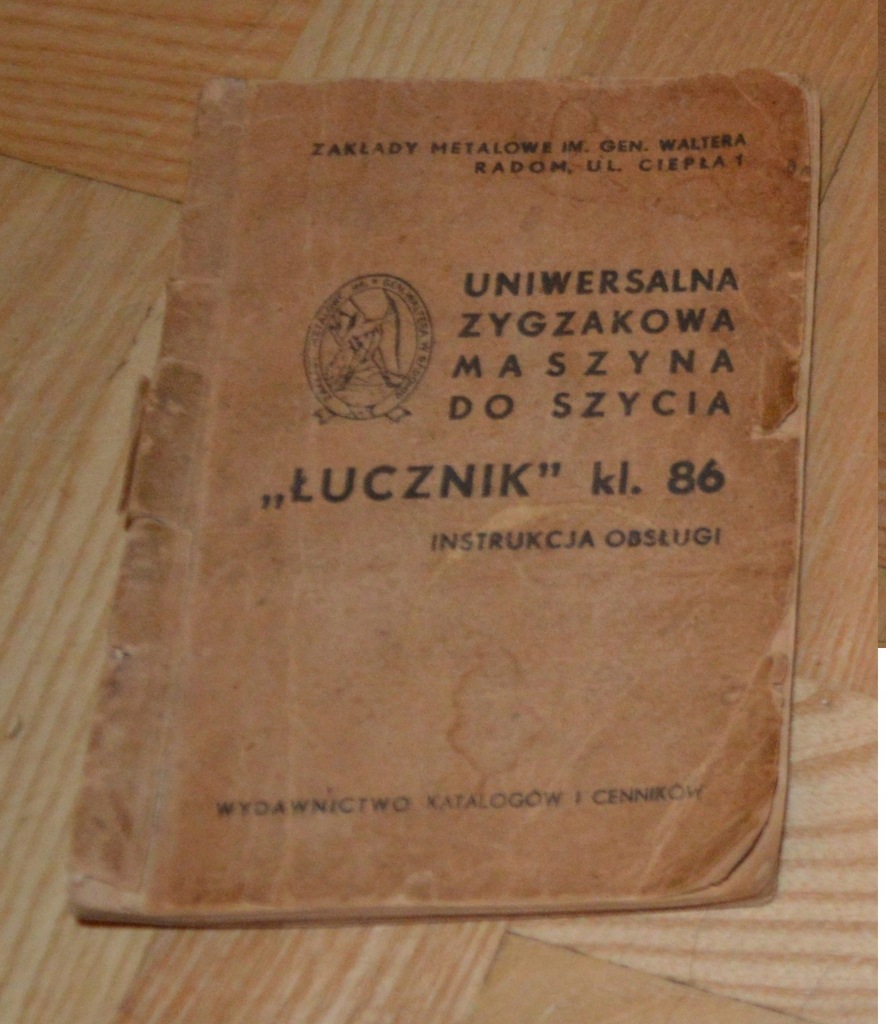 ZAKŁADY METALOWE IM. GEN. WALTERA
RADOM, UL. CIEPŁA 1
UNIWERSALNA
ZYGZAKOWA
MASZYNA
DO SZYCIA
„ŁUCZNIK” kl. 86
INSTRUKCJA OBSŁUGI
WYDAWNICTWO KATALOGÓW I CENNIKÓW